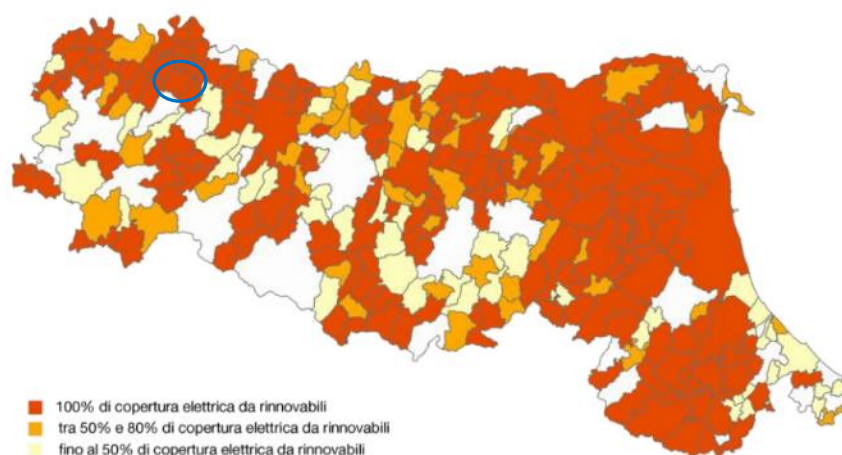 100% di copertura elettrica da rinnovabili
tra 50% e 80% di copertura elettrica da rinnovabili
fino al 50% di copertura elettrica da rinnovabili